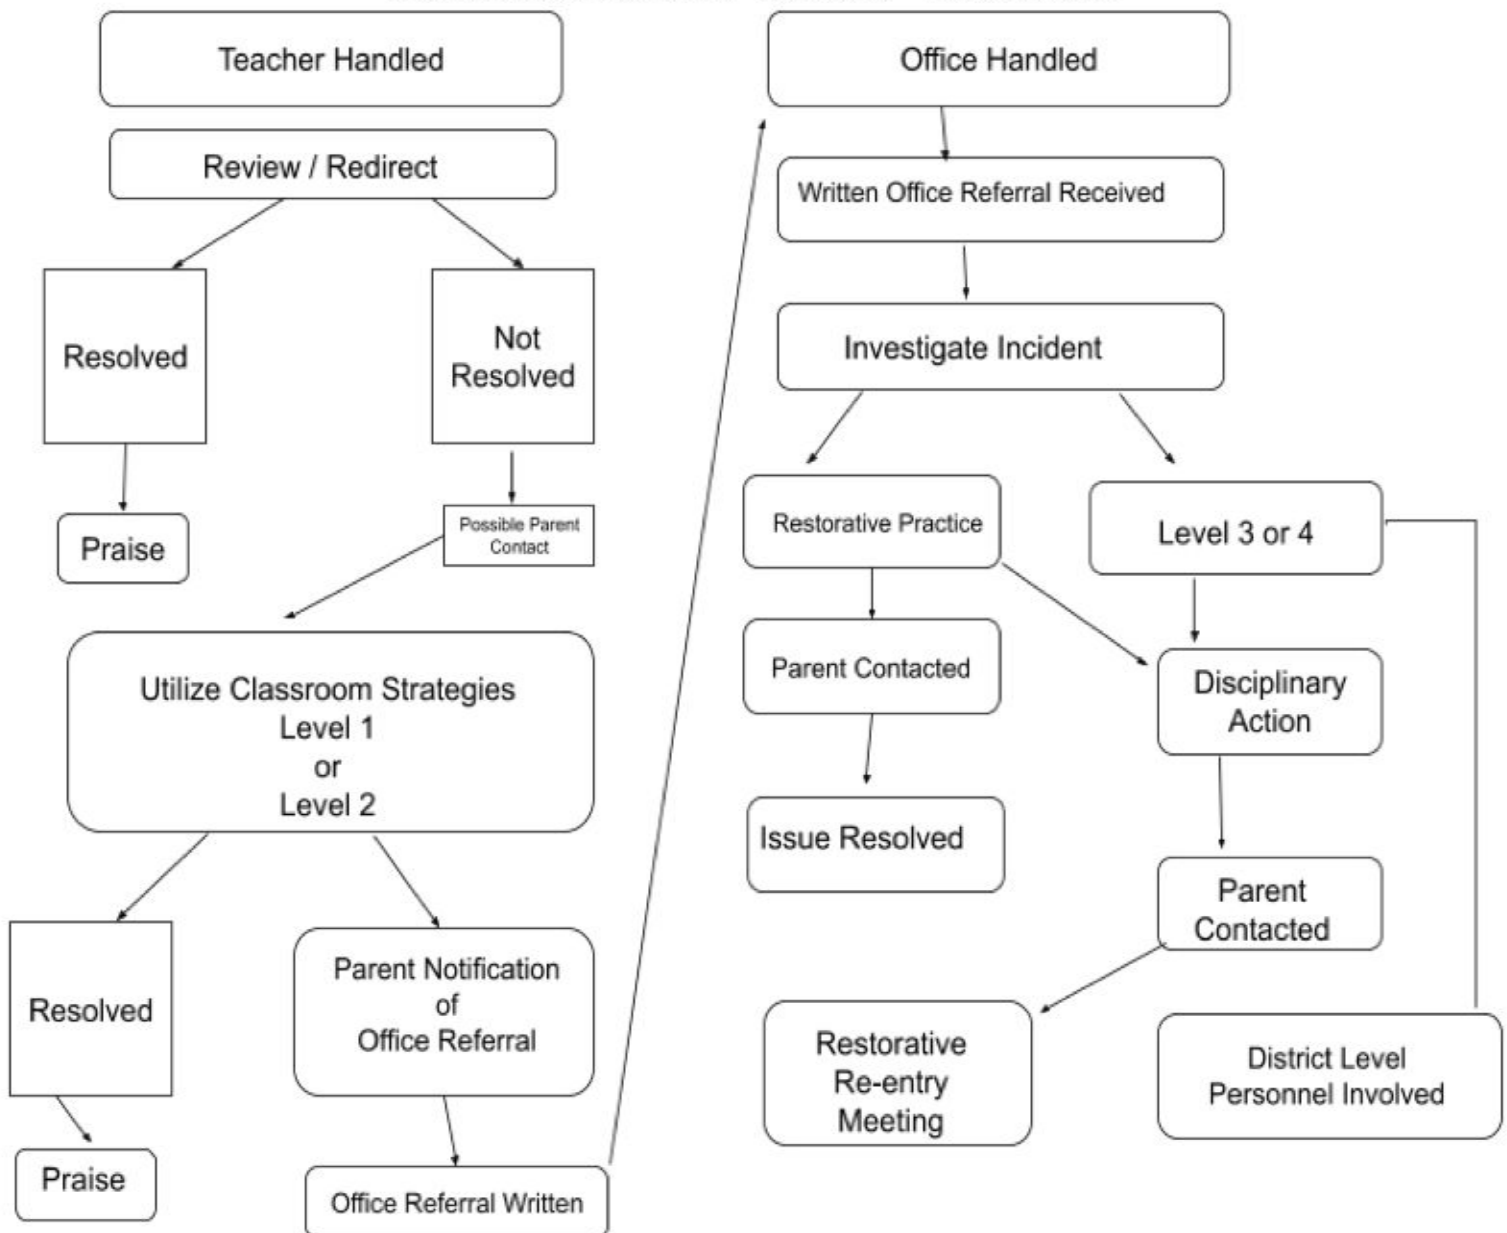 Teacher Handled
Review / Redirect
Resolved
Not
Resolved
Praise
Possible Parent
Contact
Utilize Classroom Strategies
Level 1
or
Level 2
Resolved
Parent Notification
of
Office Referral
Praise
Office Referral Written
Office Handled
Written Office Referral Received
Investigate Incident
Restorative Practice
Level 3 or 4
Parent Contacted
Disciplinary
Action
Issue Resolved
Parent
Contacted
Restorative
Re-entry
Meeting
District Level
Personnel Involved